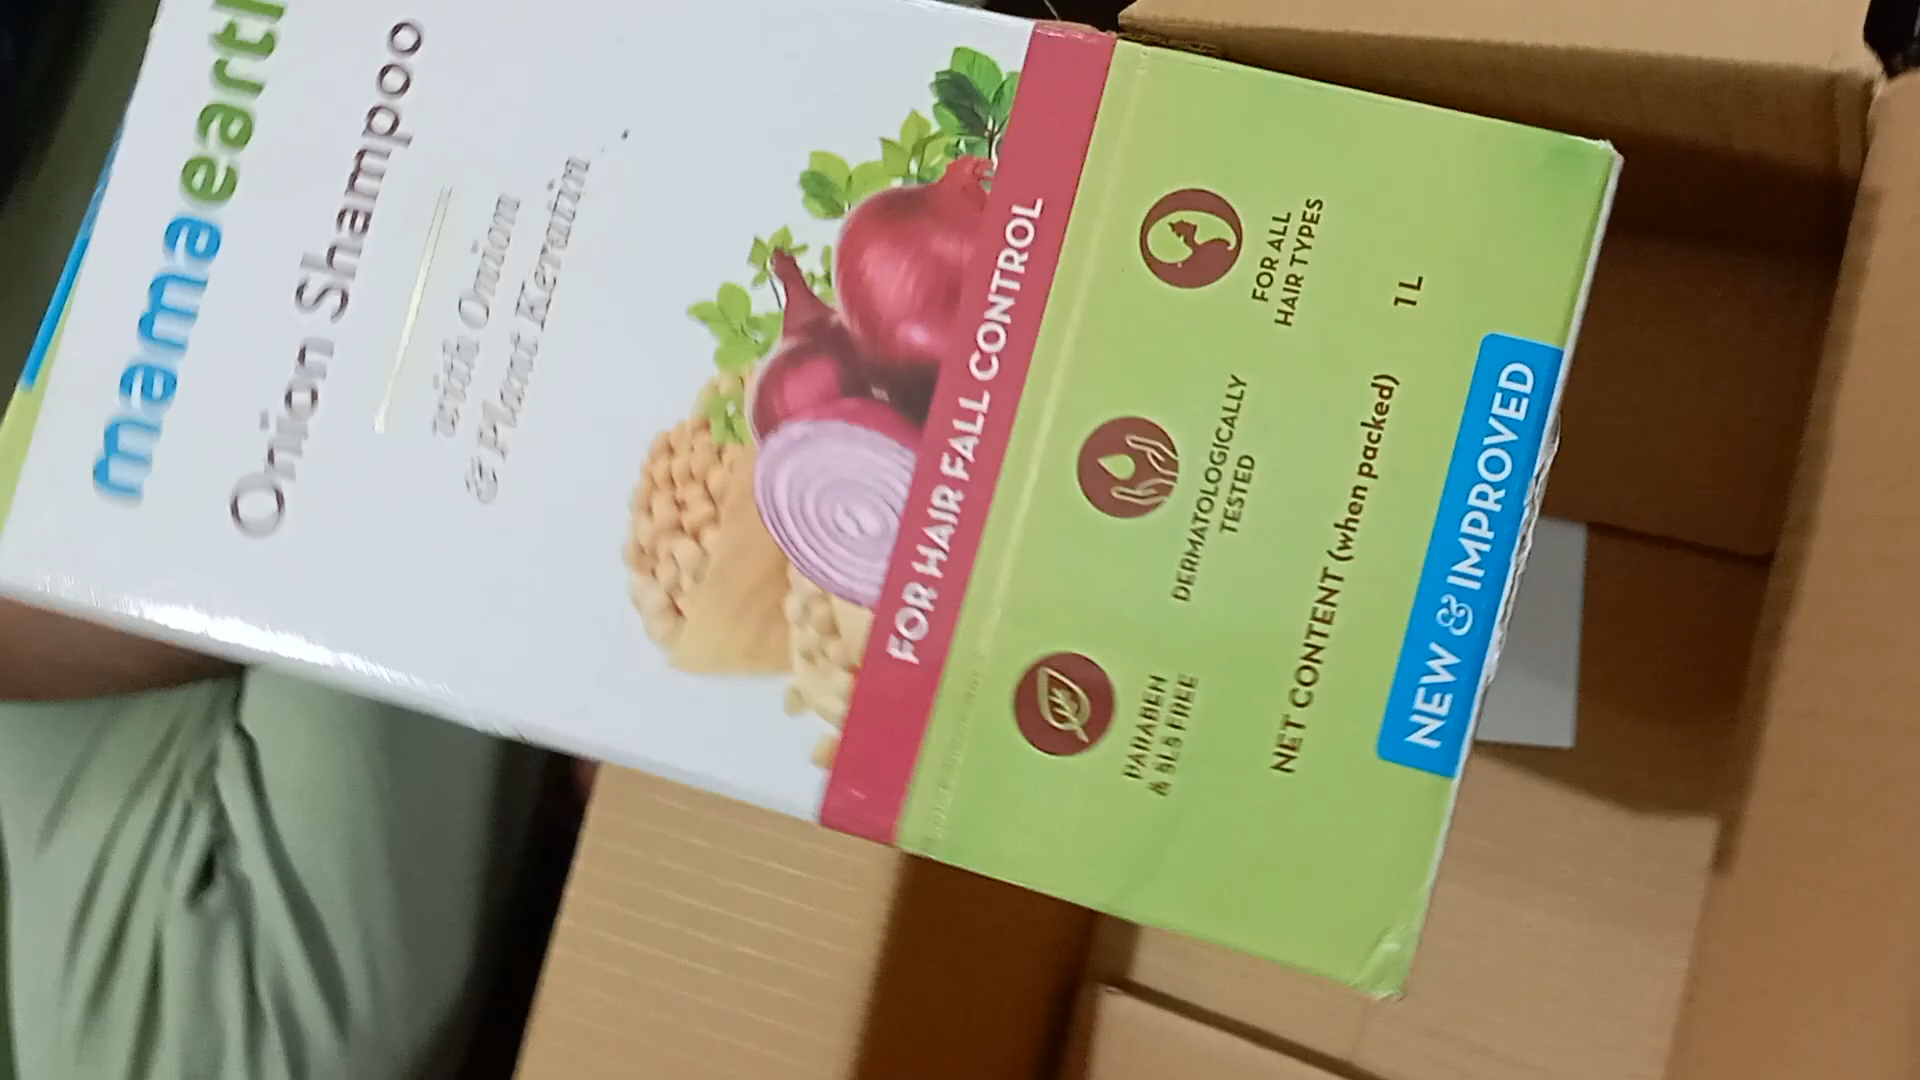 mamaearth
Onion Shampoo
with Onion
& Plant Keratin
FOR HAIR FALL CONTROL
PARABEN
& SLS FREE
DERMATOLOGICALLY
TESTED
FOR ALL
HAIR TYPES
NET CONTENT (when packed) 1 L
NEW & IMPROVED